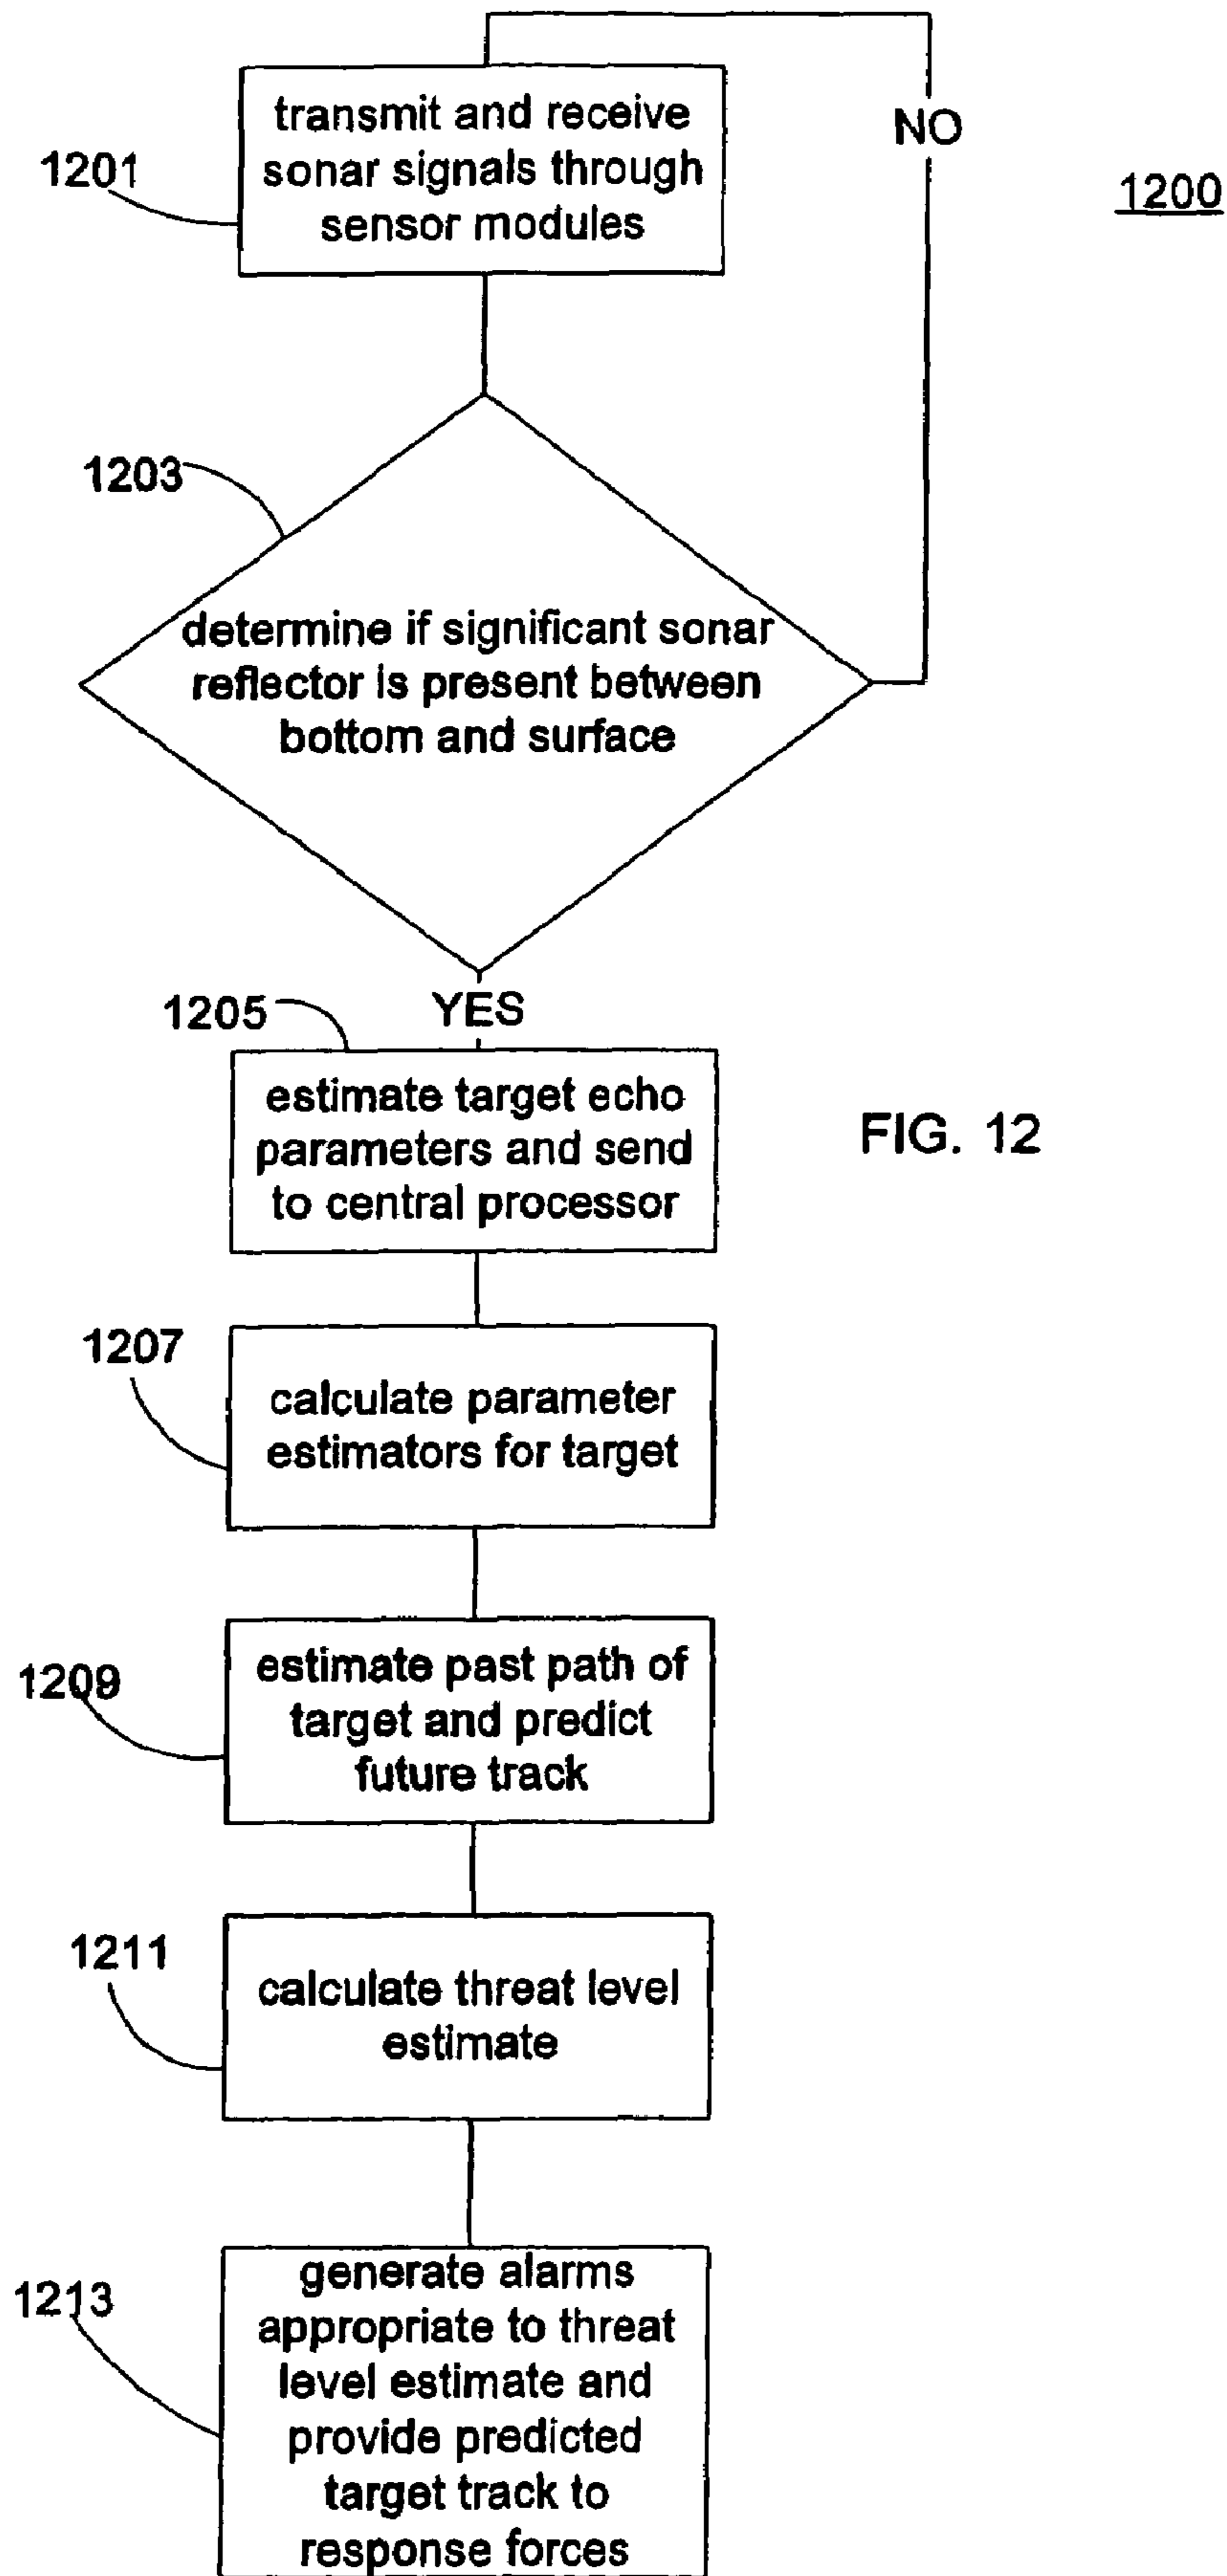 transmit and receive
sonar signals through
sensor modules
1201
NO
1200
1203
determine if significant sonar
reflector is present between
bottom and surface
1205
YES
estimate target echo
parameters and send
to central processor
FIG. 12
1207
calculate parameter
estimators for target
1209
estimate past path of
target and predict
future track
1211
calculate threat level
estimate
1213
generate alarms
appropriate to threat
level estimate and
provide predicted
target track to
response forces